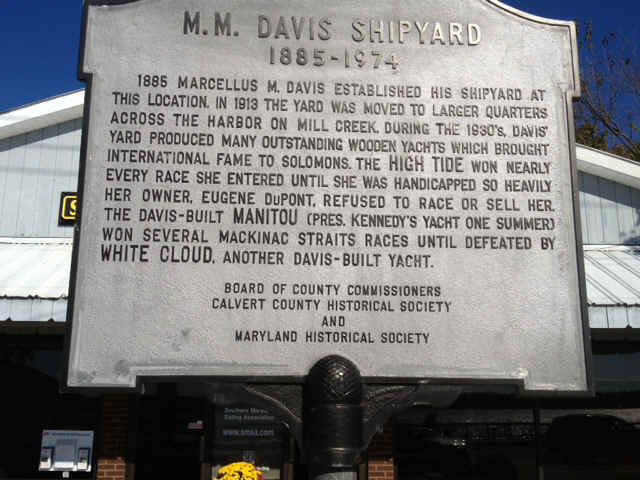 M.M. DAVIS SHIPYARD
1885-1974
1885 MARCELLUS M. DAVIS ESTABLISHED HIS SHIPYARD AT
THIS LOCATION. IN 1913 THE YARD WAS MOVED TO LARGER QUARTERS
ACROSS THE HARBOR ON MILL CREEK. DURING THE 1930'S, DAVIS'
YARD PRODUCED MANY OUTSTANDING WOODEN YACHTS WHICH BROUGHT
INTERNATIONAL FAME TO SOLOMONS. THE HIGH TIDE WON NEARLY
EVERY RACE SHE ENTERED UNTIL SHE WAS HANDICAPPED SO HEAVILY
HER OWNER, EUGENE DUPONT, REFUSED TO RACE OR SELL HER.
THE DAVIS-BUILT MANITOU (PRES. KENNEDY'S YACHT ONE SUMMER)
WON SEVERAL MACKINAC STRAITS RACES UNTIL DEFEATED BY
WHITE CLOUD, ANOTHER DAVIS-BUILT YACHT.
BOARD OF COUNTY COMMISSIONERS
CALVERT COUNTY HISTORICAL SOCIETY
AND
MARYLAND HISTORICAL SOCIETY
S
Southern
Sailing Association